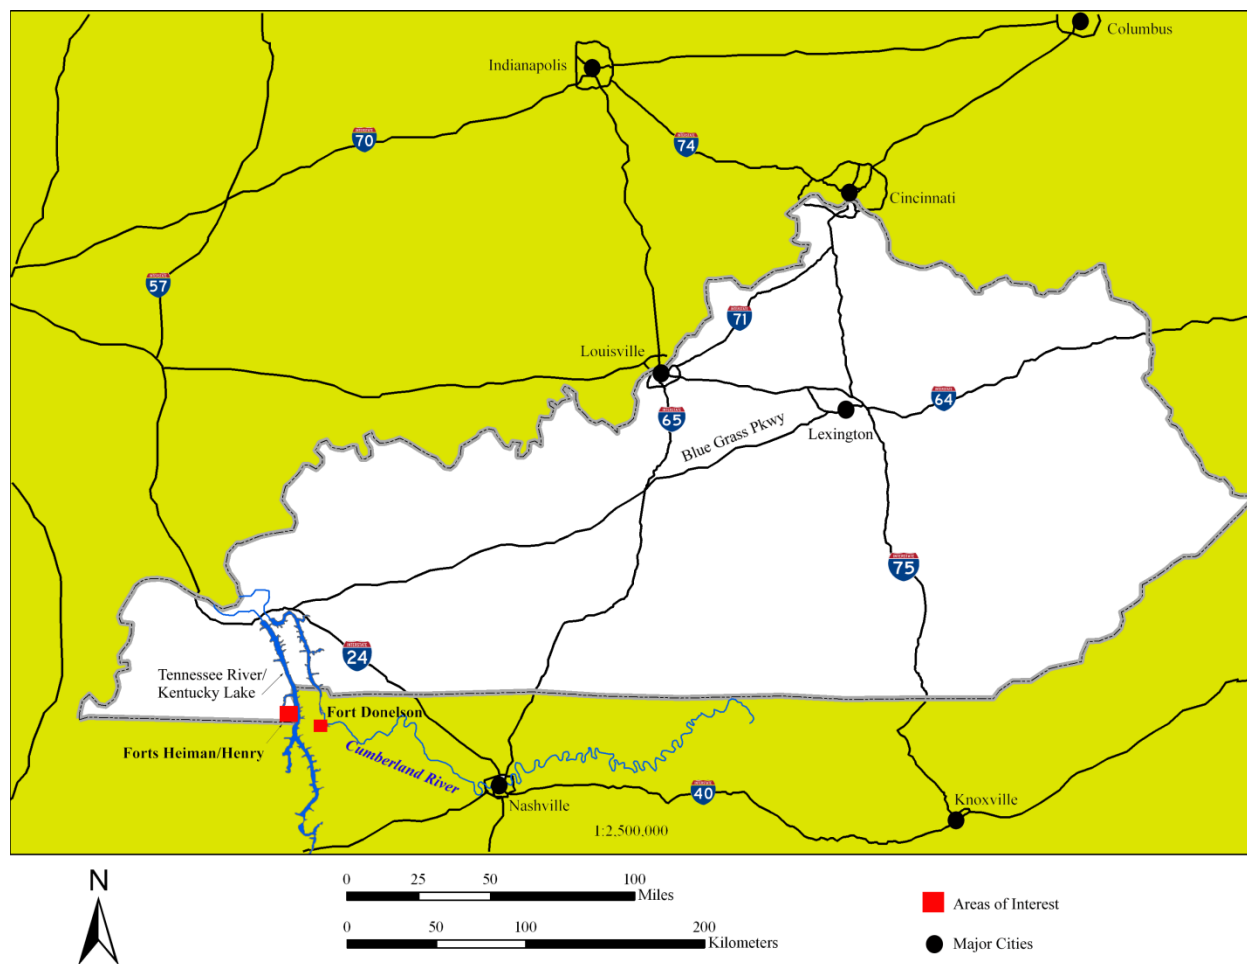 Columbus
Indianapolis
70
74
Cincinnati
57
71
Louisville
64
65
Blue Grass Pkwy
Lexington
75
24
Tennessee River/
Kentucky Lake
Fort Donelson
Forts Heiman/Henry
Cumberland River
Nashville
40
Knoxville
1:2,500,000
N
0 25 50 100
Miles
0 50 100 200
Kilometers
Areas of Interest
Major Cities